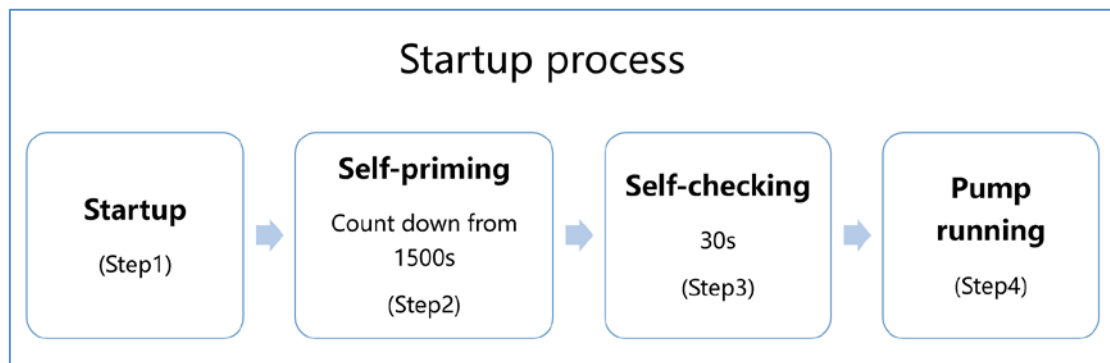 Startup process
Startup
(Step1)
Self-priming
Count down from
1500s
(Step2)
Self-checking
30s
(Step3)
Pump
running
(Step4)